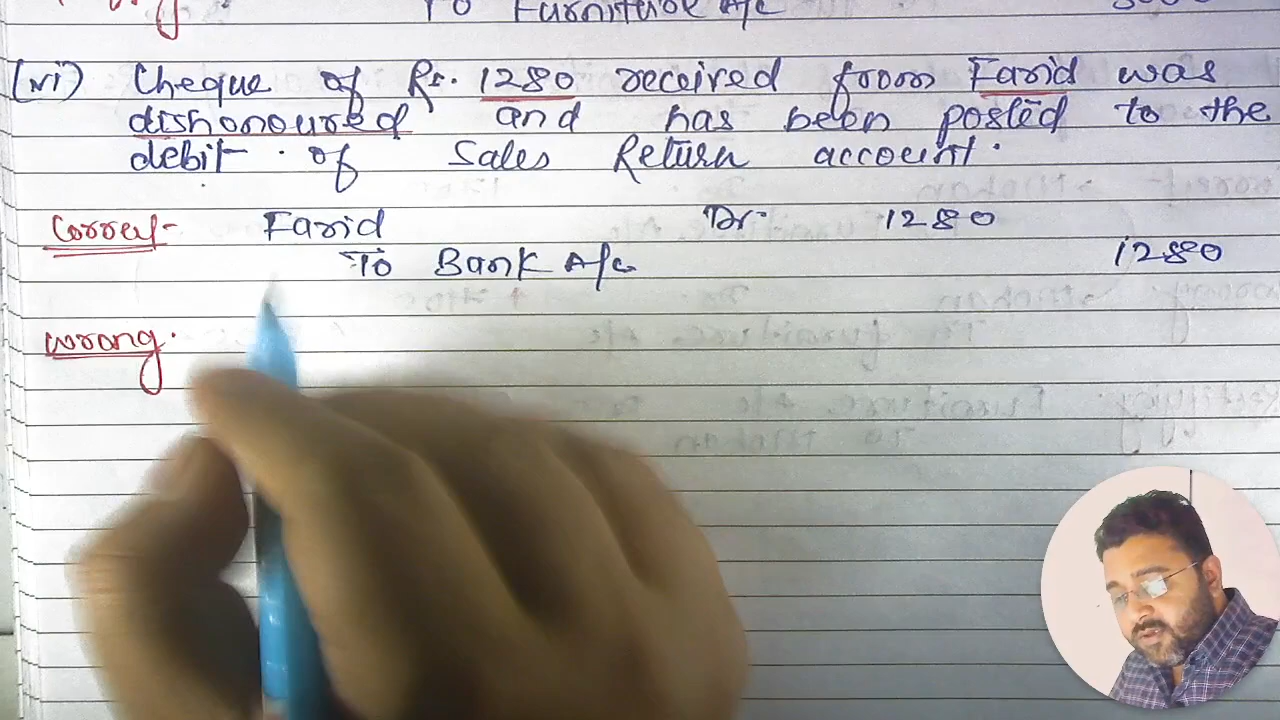 To Furniture A/c
(vi) Cheque of Rs. 1280 received from Farid was
dishonoured and has been posted to the
debit of Sales Return account.
Correct- Farid Dr. 1280
To Bank A/c 1280
Wrong.